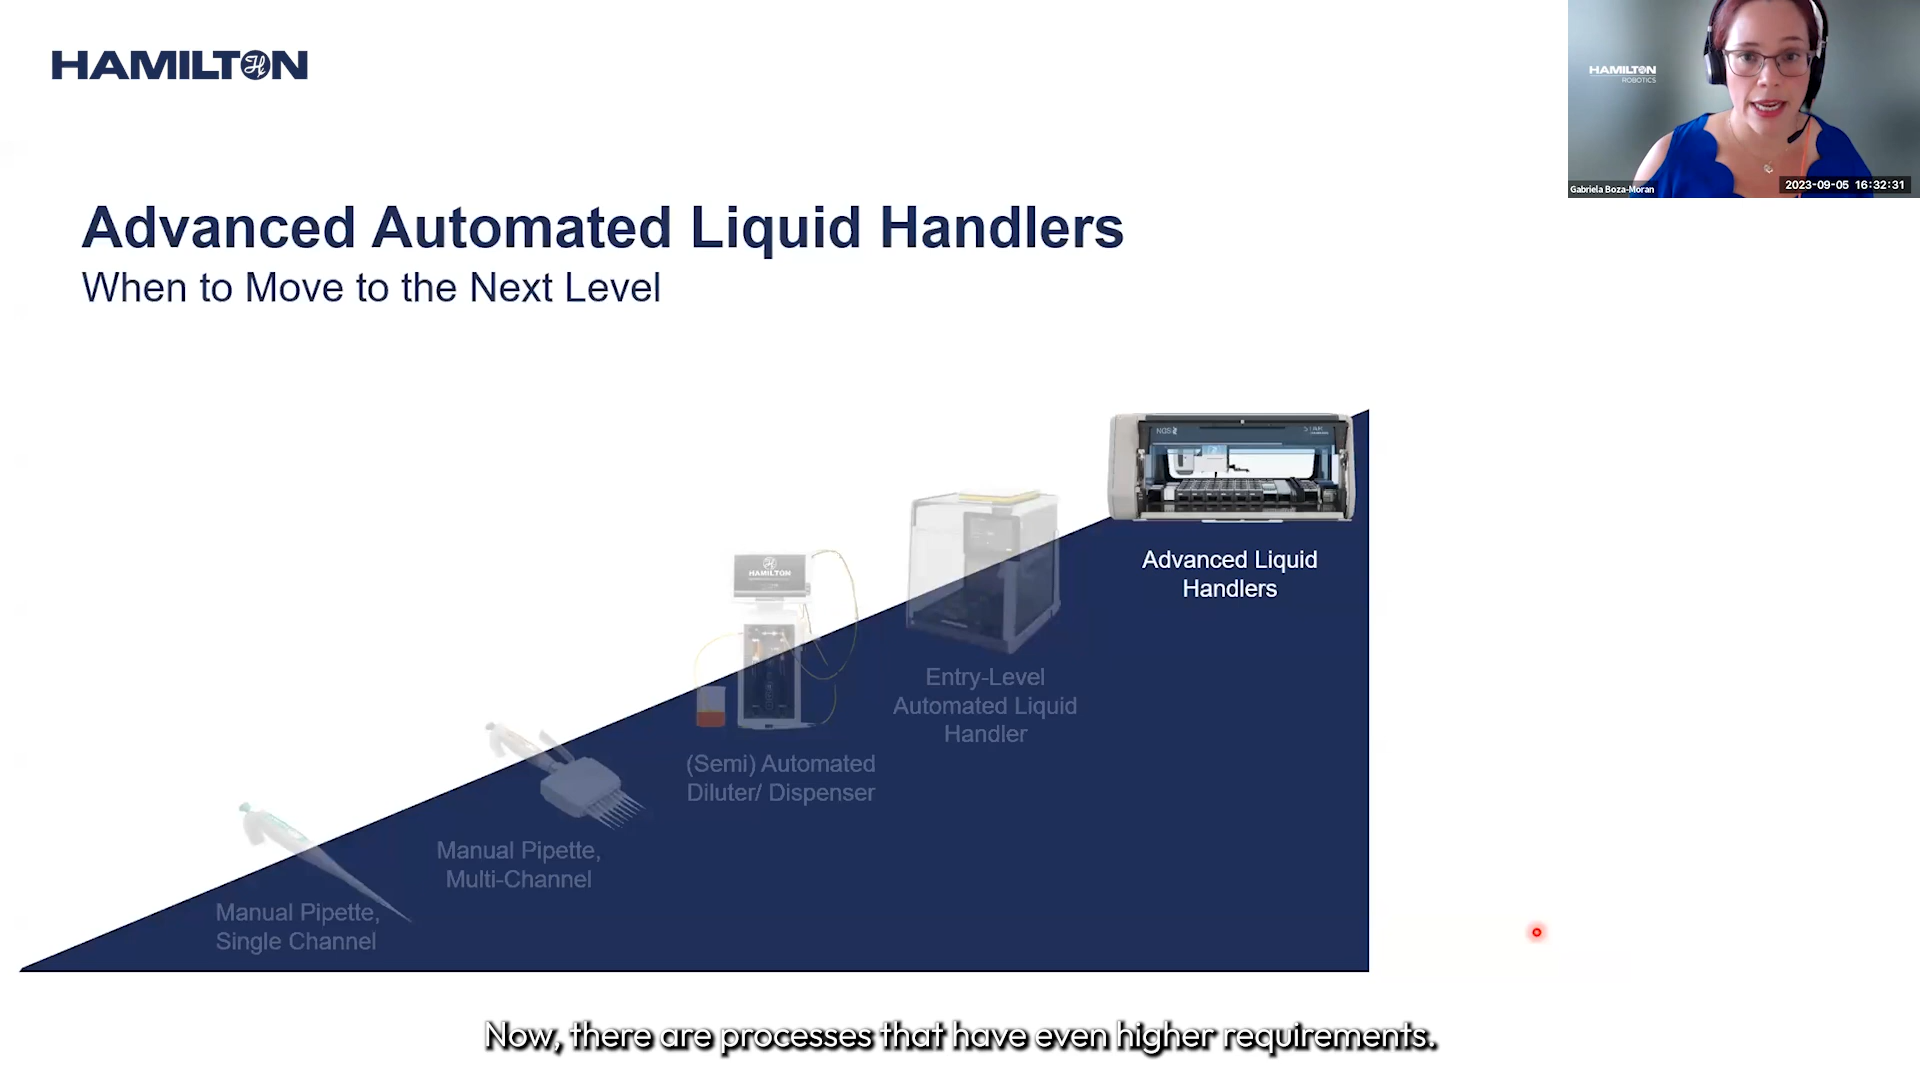 HAMILTON
HAMILTON
ROBOTICS
Gabriela Boza-Moran
2023-09-05 16:32:31
Advanced Automated Liquid Handlers
When to Move to the Next Level
Advanced Liquid
Handlers
HAMILTON
Entry-Level
Automated Liquid
Handler
(Semi) Automated
Diluter/ Dispenser
Manual Pipette,
Multi-Channel
Manual Pipette,
Single Channel
Now, there are processes that have even higher requirements.